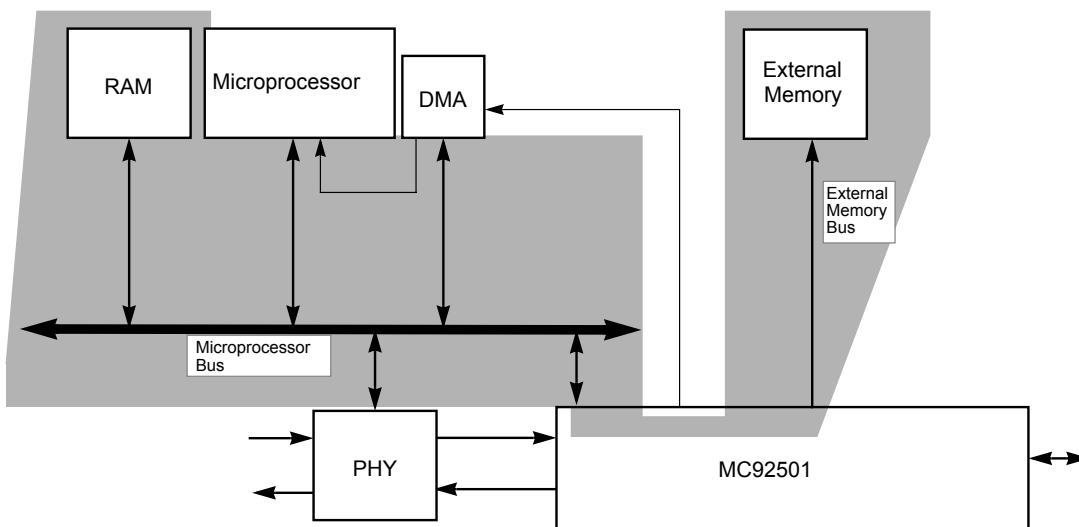 RAM
Microprocessor
DMA
External
Memory
External
Memory
Bus
Microprocessor
Bus
PHY
MC92501